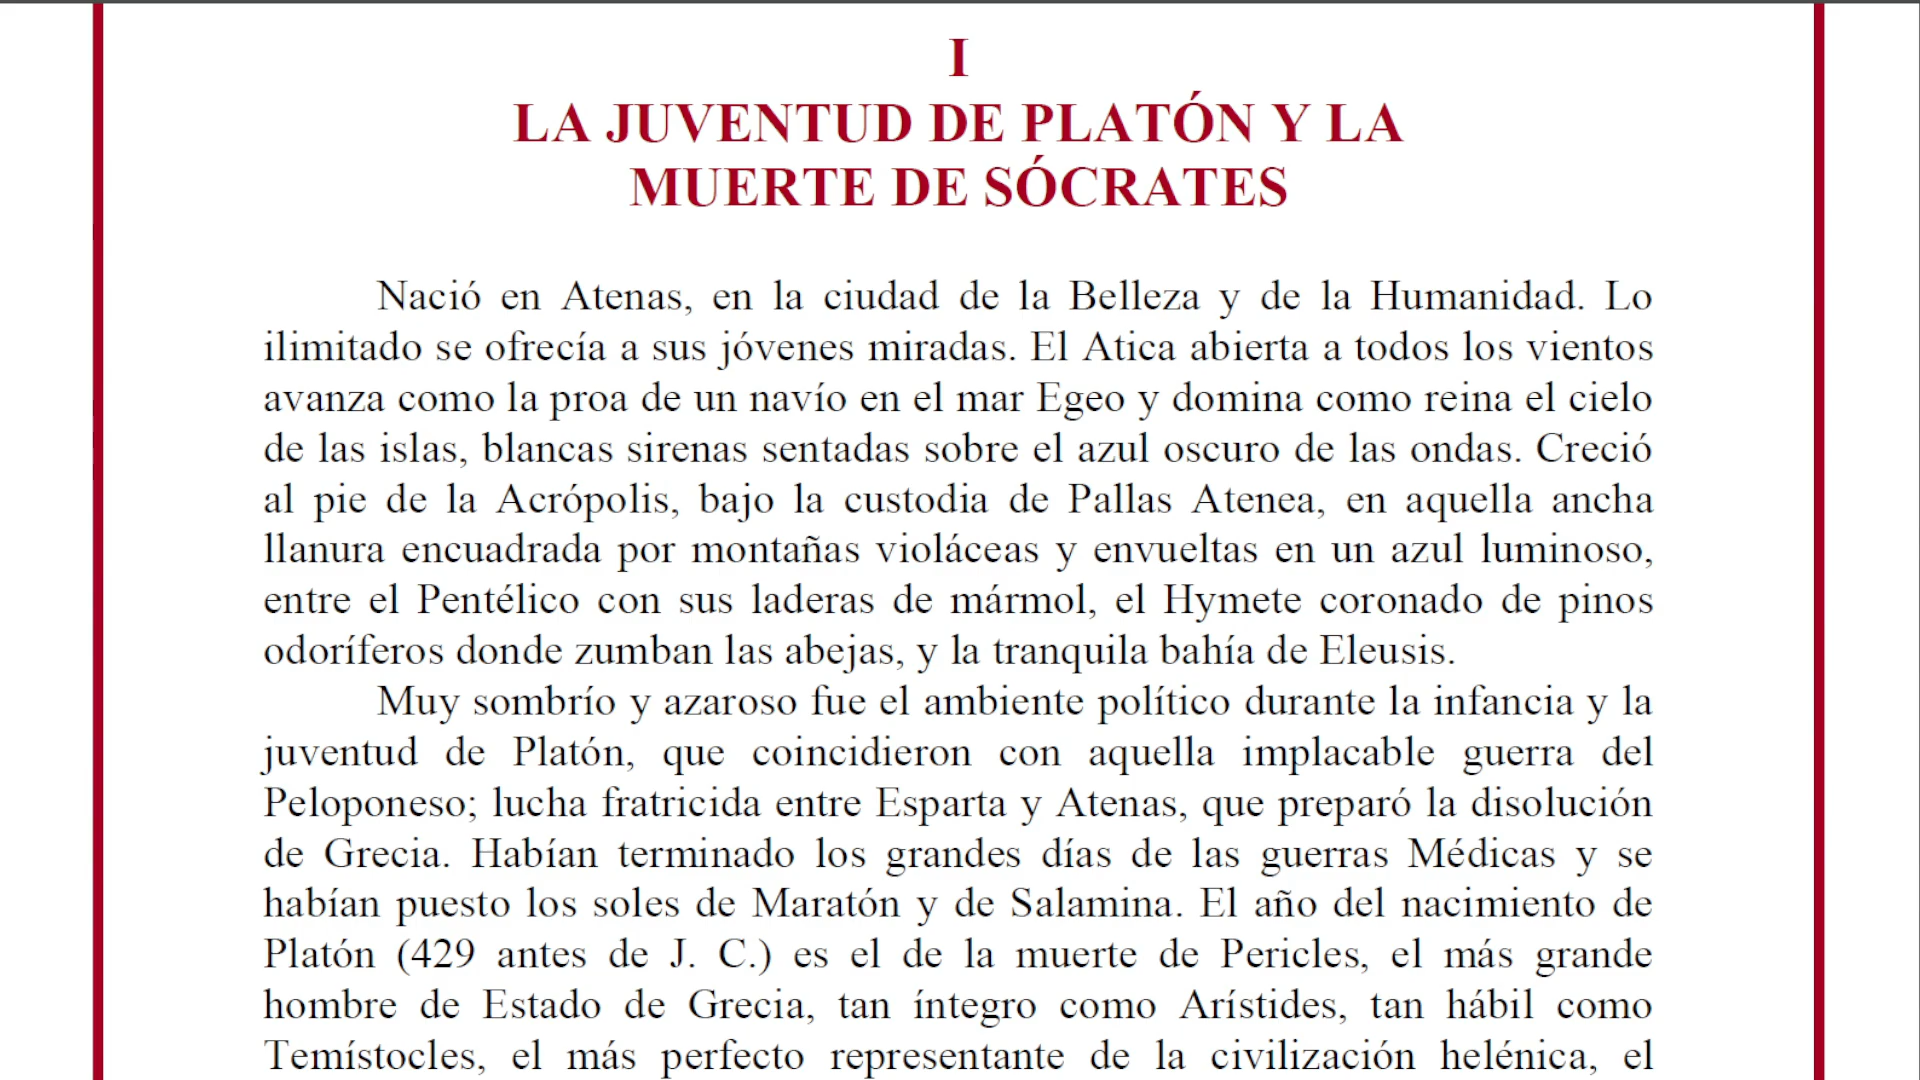 I
LA JUVENTUD DE PLATÓN Y LA
MUERTE DE SÓCRATES
Nació en Atenas, en la ciudad de la Belleza y de la Humanidad. Lo
ilimitado se ofrecía a sus jóvenes miradas. El Atica abierta a todos los vientos
avanza como la proa de un navío en el mar Egeo y domina como reina el cielo
de las islas, blancas sirenas sentadas sobre el azul oscuro de las ondas. Creció
al pie de la Acrópolis, bajo la custodia de Pallas Atenea, en aquella ancha
llanura encuadrada por montañas violáceas y envueltas en un azul luminoso,
entre el Pentélico con sus laderas de mármol, el Hymete coronado de pinos
odoríferos donde zumban las abejas, y la tranquila bahía de Eleusis.
Muy sombrío y azaroso fue el ambiente político durante la infancia y la
juventud de Platón, que coincidieron con aquella implacable guerra del
Peloponeso; lucha fratricida entre Esparta y Atenas, que preparó la disolución
de Grecia. Habían terminado los grandes días de las guerras Médicas y se
habían puesto los soles de Maratón y de Salamina. El año del nacimiento de
Platón (429 antes de J. C.) es el de la muerte de Pericles, el más grande
hombre de Estado de Grecia, tan íntegro como Arístides, tan hábil como
Temístocles, el más perfecto representante de la civilización helénica, el